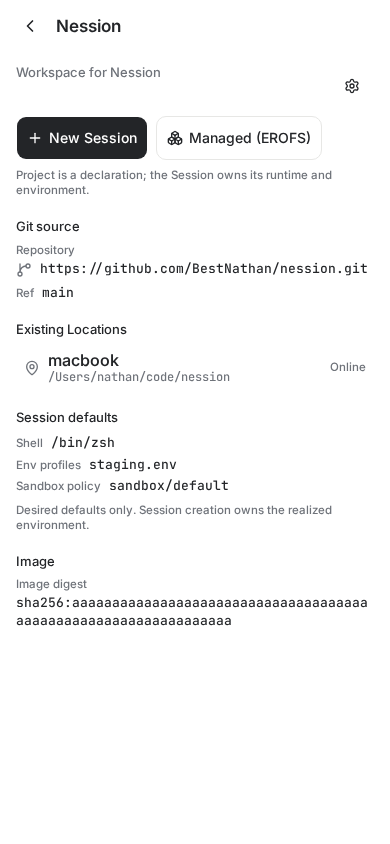 Nession
Workspace for Nession
New Session
Managed (EROFS)
Project is a declaration; the Session owns its runtime and
environment.
Git source
Repository
https://github.com/BestNathan/nession.git
Ref main
Existing Locations
macbook
/Users/nathan/code/nession
Online
Session defaults
Shell /bin/zsh
Env profiles staging.env
Sandbox policy sandbox/default
Desired defaults only. Session creation owns the realized
environment.
Image
Image digest
sha256:aaaaaaaaaaaaaaaaaaaaaaaaaaaaaaaaaaaaa
aaaaaaaaaaaaaaaaaaaaaaaaaaa